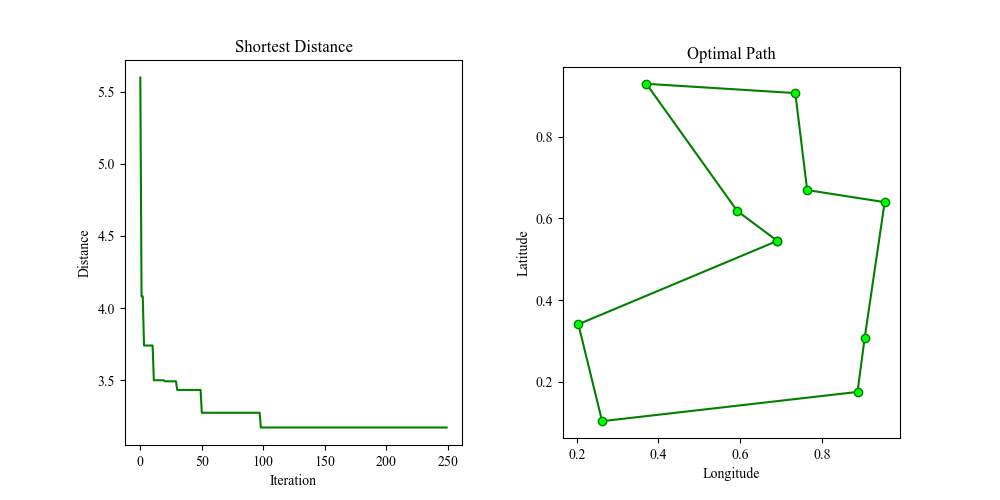 Shortest Distance
5.5
5.0
4.5
4.0
3.5
Distance
0 50 100 150 200 250
Iteration
Optimal Path
0.8
0.6
0.4
0.2
Latitude
0.2 0.4 0.6 0.8
Longitude